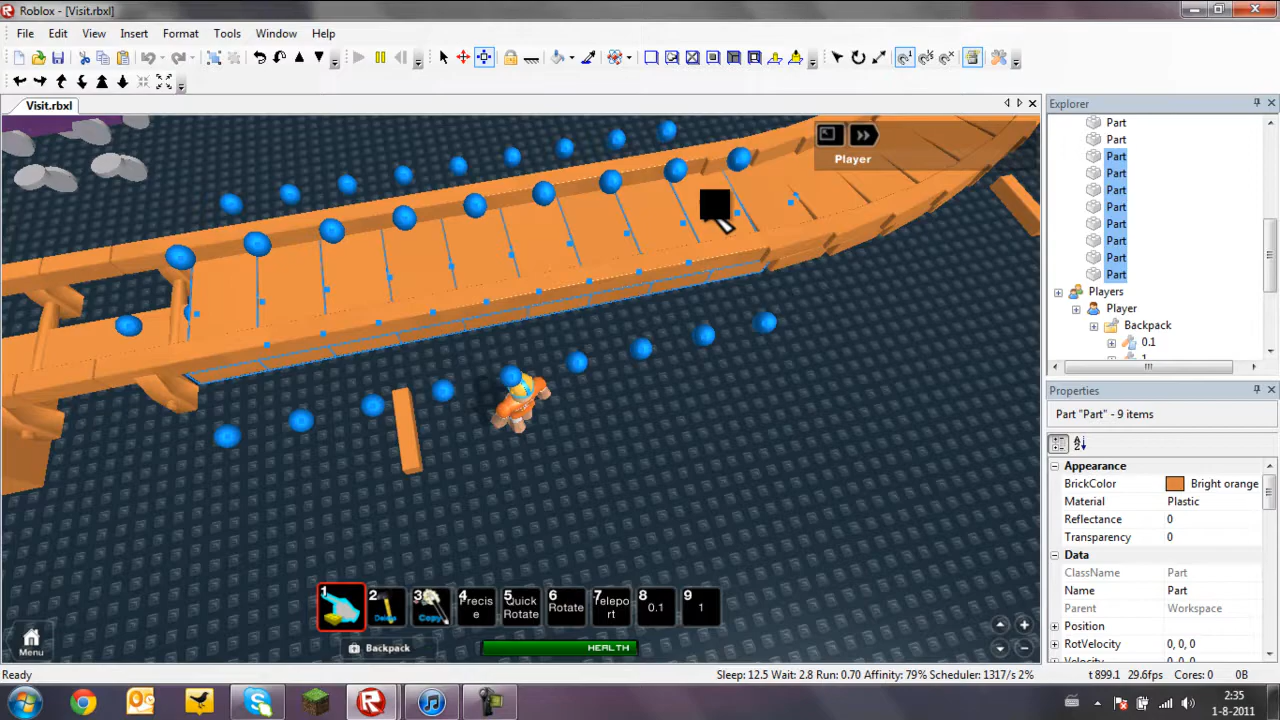 Roblox - [Visit.rbxl]
File Edit View Insert Format Tools Window Help
Visit.rbxl
Player
Explorer
Part
Part
Part
Part
Part
Part
Part
Part
Part
Part
Players
Player
Backpack
0.1
Properties
Part "Part" - 9 items
Appearance
BrickColor Bright orange
Material Plastic
Reflectance 0
Transparency 0
Data
ClassName Part
Name Part
Parent Workspace
Position
RotVelocity 0, 0, 0
1 2 3 4 5 6 7 8 9
Delete Copy Precis e Quick Rotate Rotate Telepo rt 0.1 1
Menu
Backpack
HEALTH
Ready
Sleep: 12.5 Wait: 2.8 Run: 0.70 Affinity: 79% Scheduler: 1317/s 2%
t 899.1 29.6fps Cores: 0 0B
2:35
1-8-2011